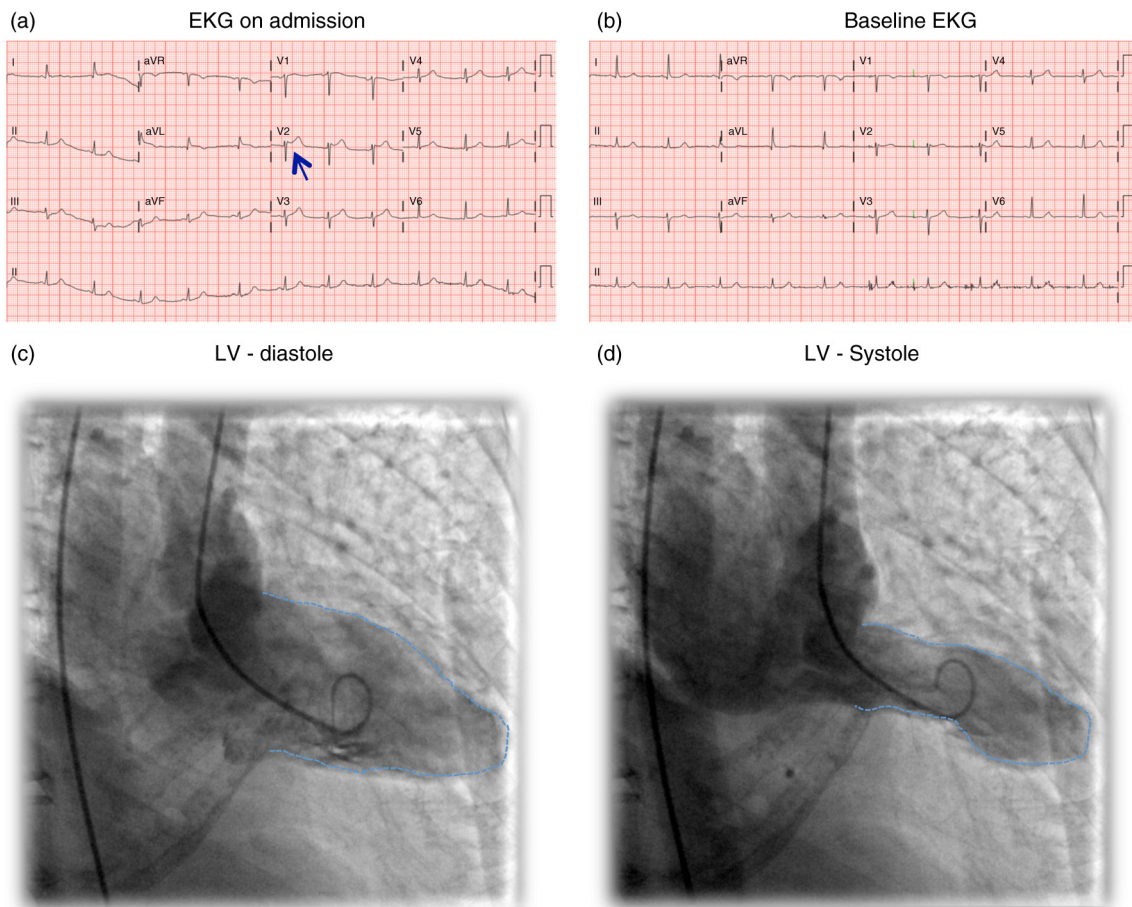 (a) EKG on admission
I aVR V1 V4
II aVL V2 V5
III aVF V3 V6
II
(b) Baseline EKG
I aVR V1 V4
II aVL V2 V5
III aVF V3 V6
II
(c) LV - diastole
(d) LV - Systole